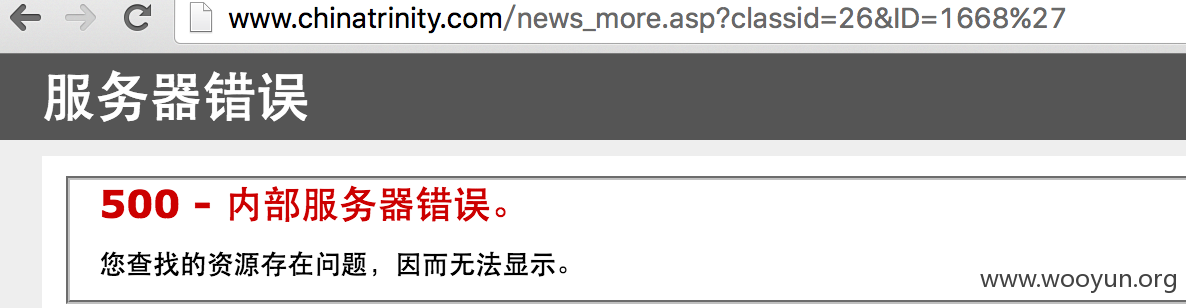 www.chinatrinity.com/news_more.asp?classid=26&ID=1668%27
服务器错误
500 - 内部服务器错误。
您查找的资源存在问题，因而无法显示。
www.wooyun.org